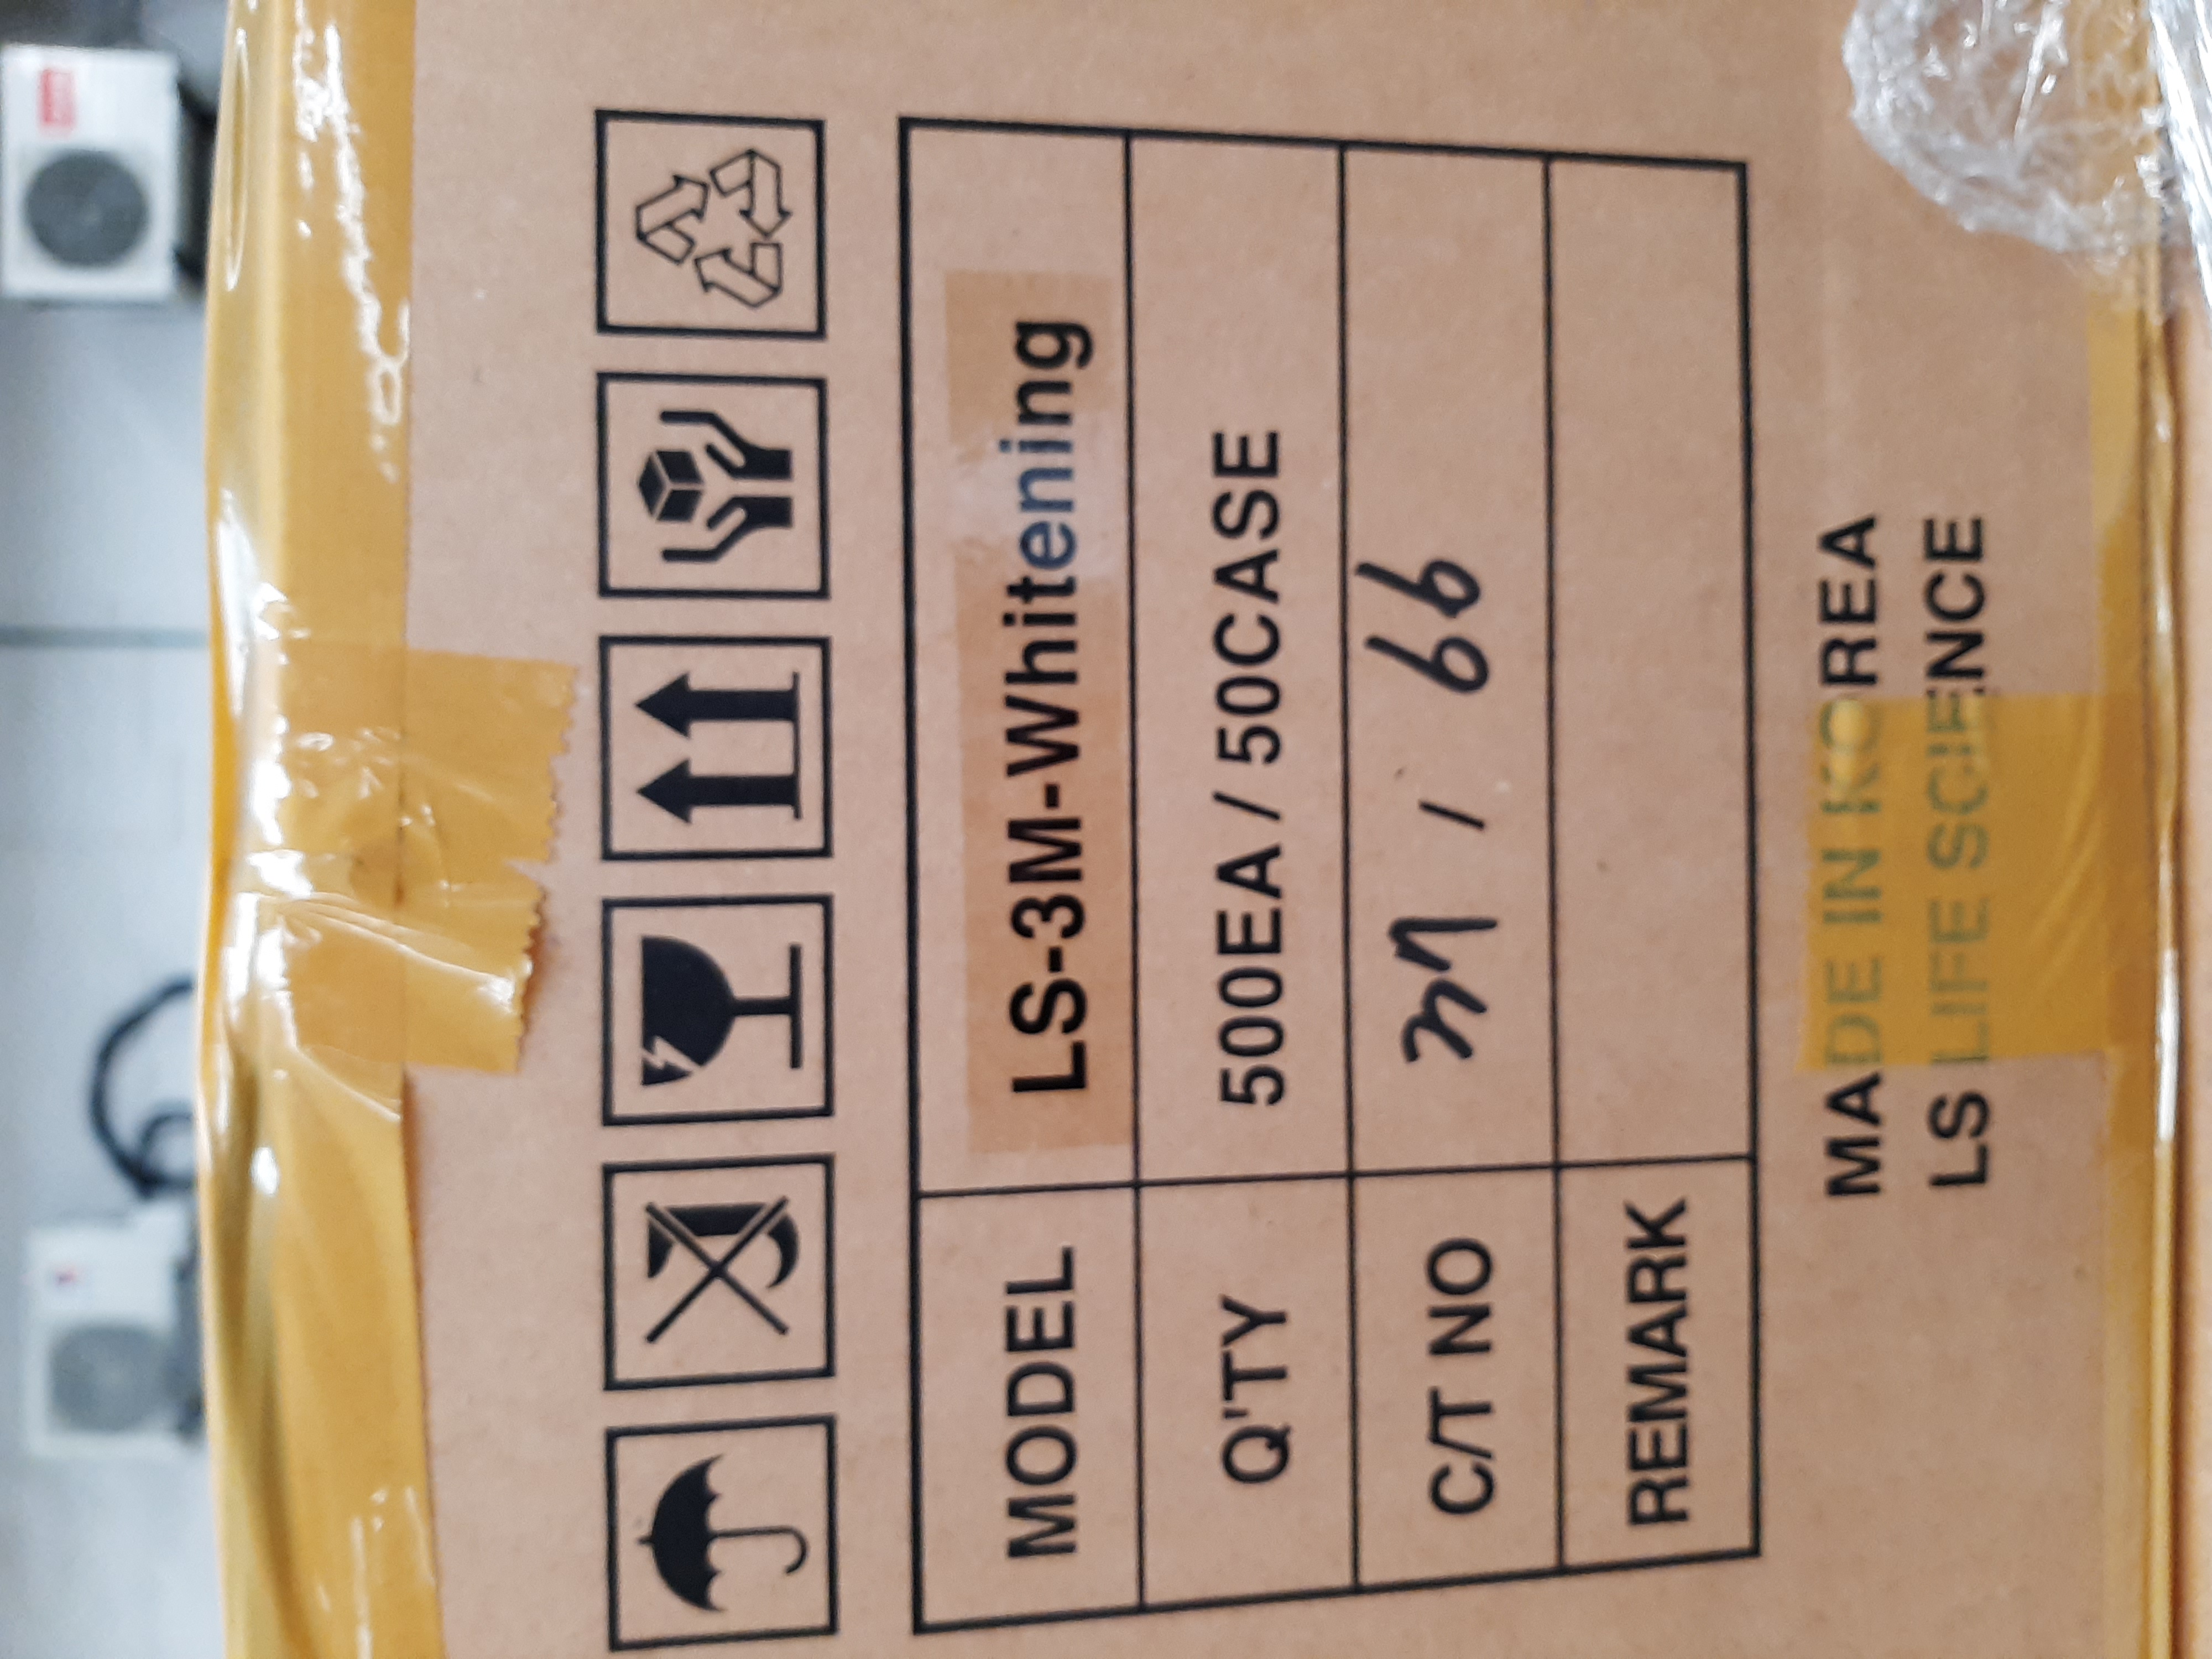 MODEL LS-3M-Whitening
Q'TY 500EA / 50CASE
C/T NO 37 / 66
REMARK
MADE IN KOREA
LS LIFE SCIENCE